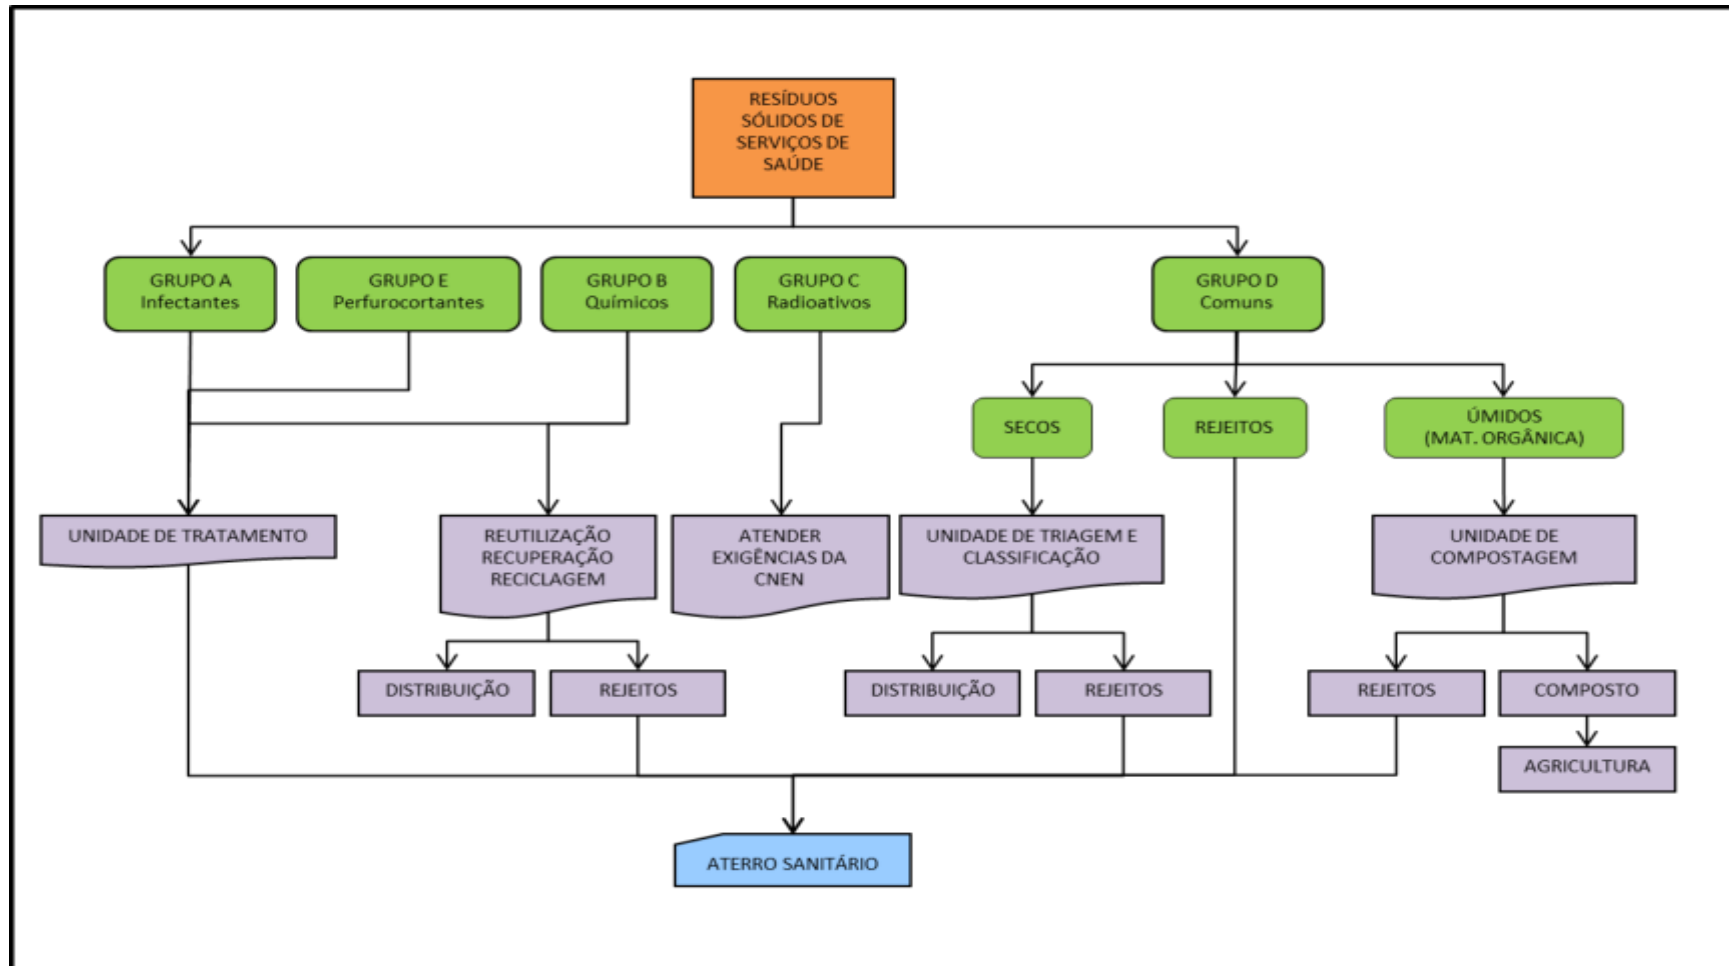 RESÍDUOS
SÓLIDOS DE
SERVIÇOS DE
SAÚDE
GRUPO A
Infectantes
GRUPO E
Perfurocortantes
GRUPO B
Químicos
GRUPO C
Radioativos
GRUPO D
Comuns
SECOS
REJEITOS
ÚMIDOS
(MAT. ORGÂNICA)
UNIDADE DE TRATAMENTO
REUTILIZAÇÃO
RECUPERAÇÃO
RECICLAGEM
ATENDER
EXIGÊNCIAS DA
CNEN
UNIDADE DE TRIAGEM E
CLASSIFICAÇÃO
UNIDADE DE
COMPOSTAGEM
DISTRIBUIÇÃO
REJEITOS
DISTRIBUIÇÃO
REJEITOS
REJEITOS
COMPOSTO
AGRICULTURA
ATERRO SANITÁRIO